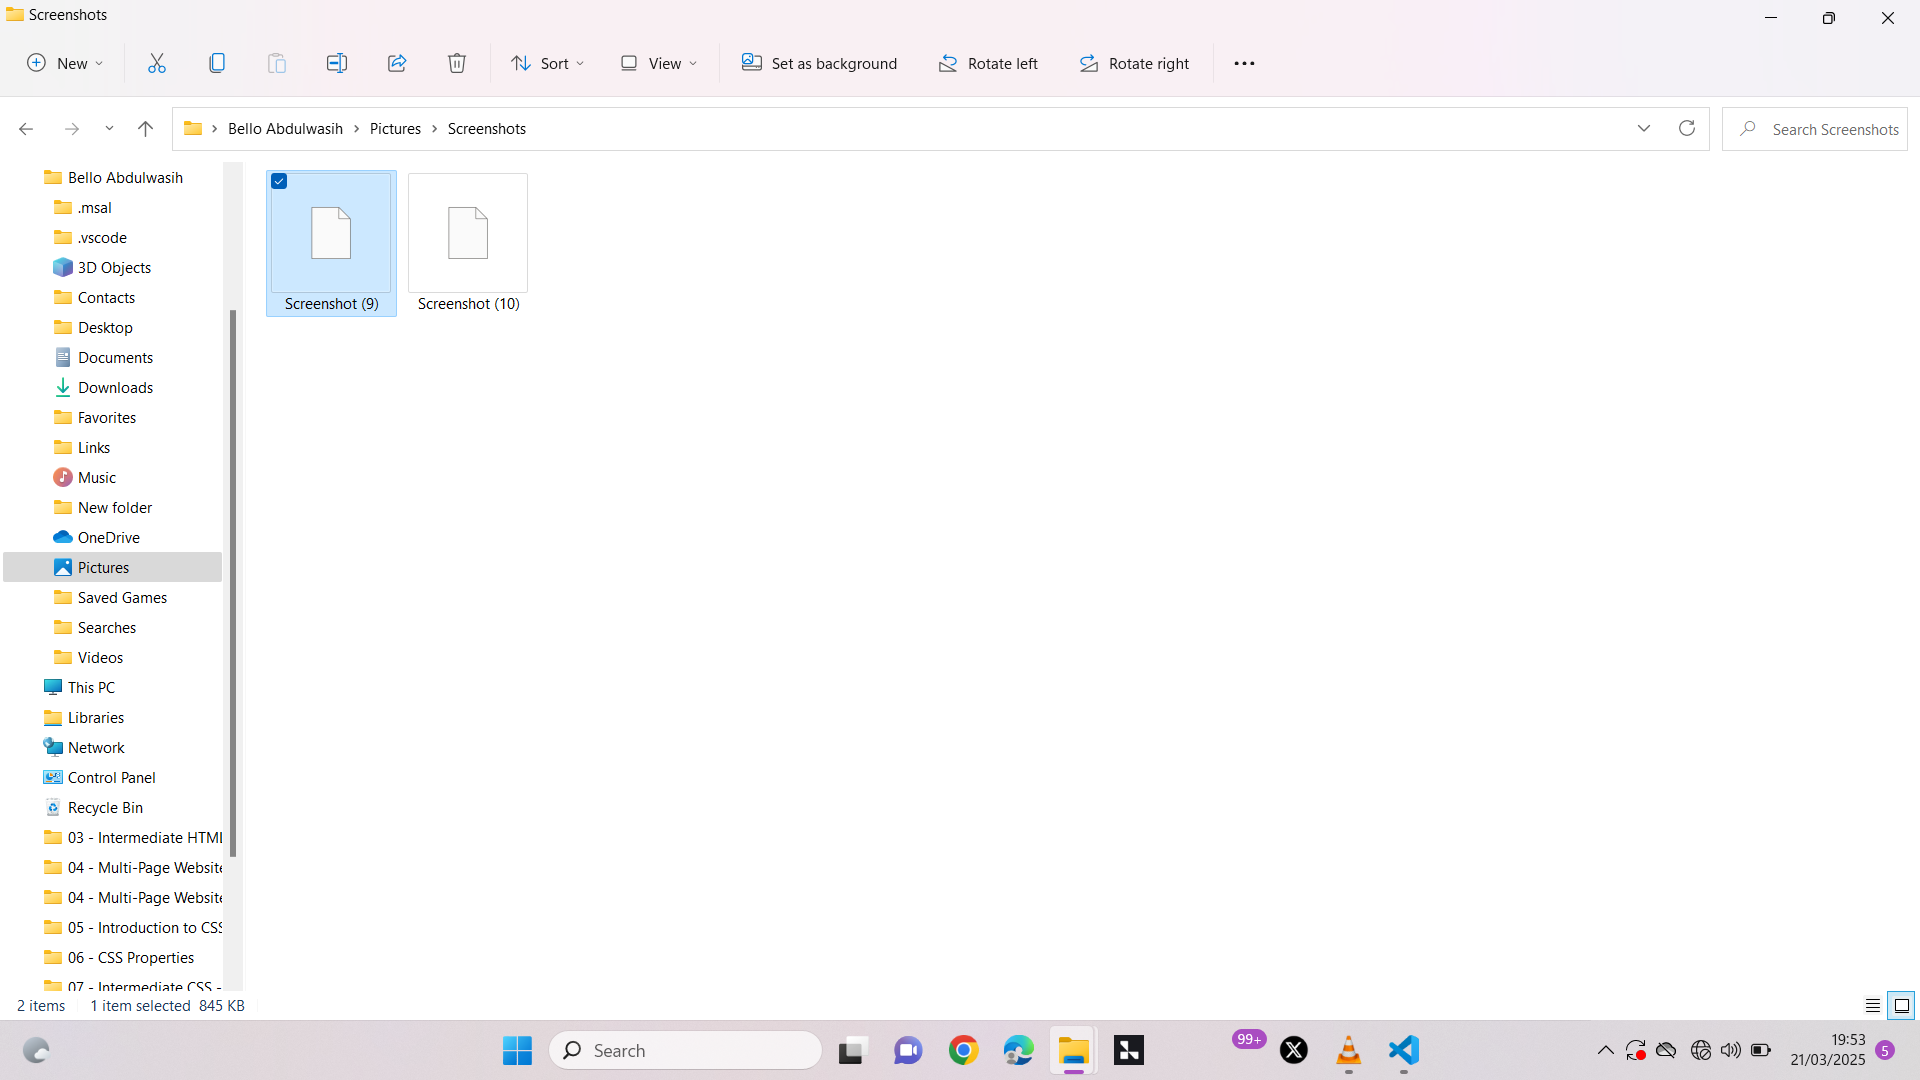 Screenshots
New
Sort
View
Set as background
Rotate left
Rotate right
Bello Abdulwasih
Pictures
Screenshots
Search Screenshots
Bello Abdulwasih
.msal
.vscode
3D Objects
Contacts
Desktop
Documents
Downloads
Favorites
Links
Music
New folder
OneDrive
Pictures
Saved Games
Searches
Videos
This PC
Libraries
Network
Control Panel
Recycle Bin
03 - Intermediate HTML
04 - Multi-Page Website
04 - Multi-Page Website
05 - Introduction to CSS
06 - CSS Properties
07 - Intermediate CSS -
Screenshot (9)
Screenshot (10)
2 items
1 item selected 845 KB
Search
99+
19:53
21/03/2025
5